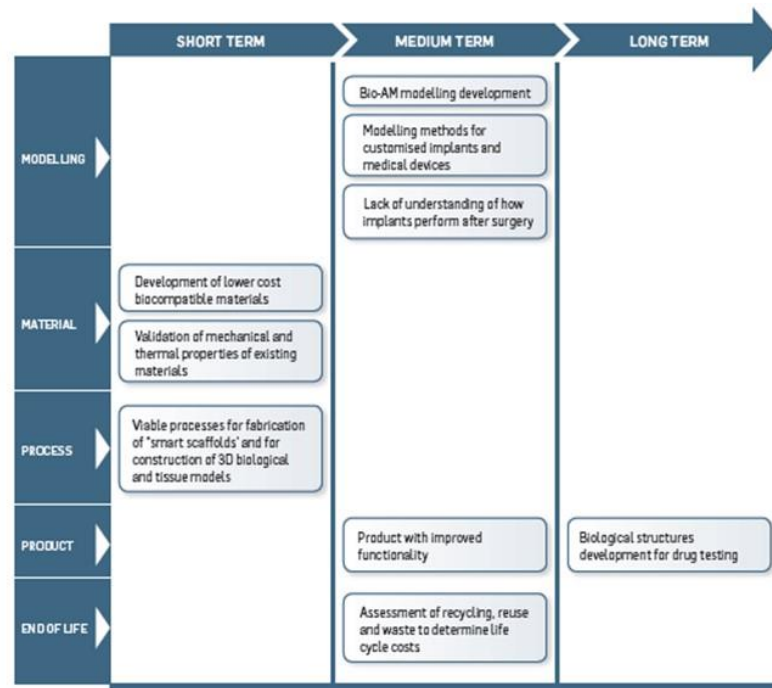 SHORT TERM
MEDIUM TERM
LONG TERM
MODELLING
Bio-AM modelling development
Modelling methods for
customised implants and
medical devices
Lack of understanding of how
implants perform after surgery
MATERIAL
Development of lower cost
biocompatible materials
Validation of mechanical and
thermal properties of existing
materials
PROCESS
Viable processes for fabrication
of "smart scaffolds' and for
construction of 3D biological
and tissue models
PRODUCT
Product with improved
functionality
Biological structures
development for drug testing
END OF LIFE
Assessment of recycling, reuse
and waste to determine life
cycle costs